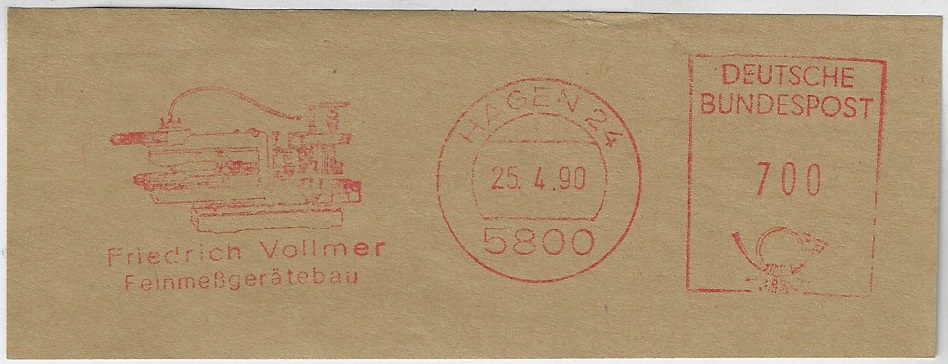 Friedrich Vollmer
Feinmeßgerätebau
HAGEN 24
25. 4.90
5800
DEUTSCHE
BUNDESPOST
700